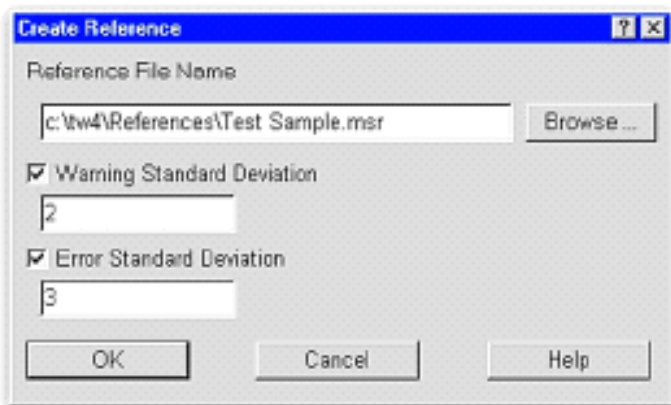 Create Reference
Reference File Name
c:\tw4\References\Test Sample.msr Browse ...
Warning Standard Deviation
2
Error Standard Deviation
3
OK Cancel Help